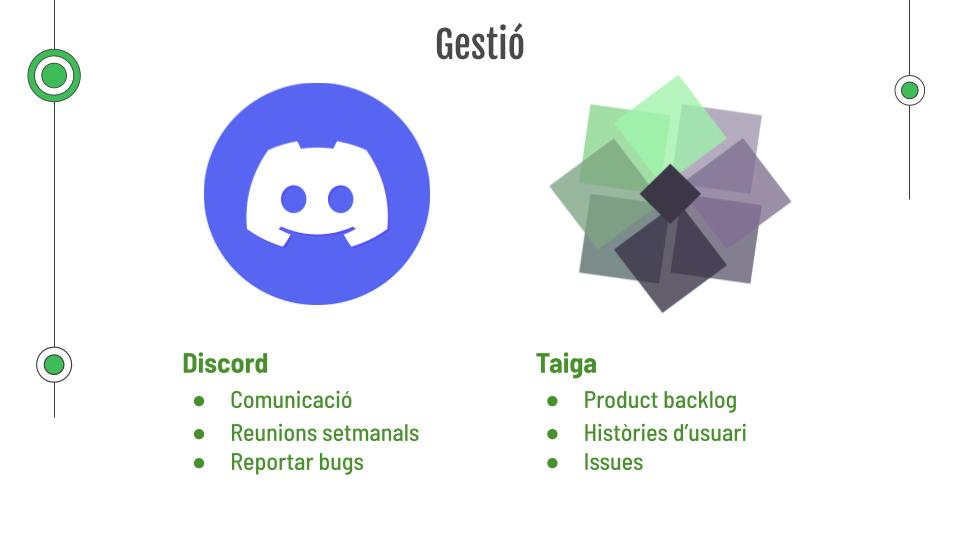 Gestió
Discord
● Comunicació
● Reunions setmanals
● Reportar bugs
Taiga
● Product backlog
● Històries d’usuari
● Issues